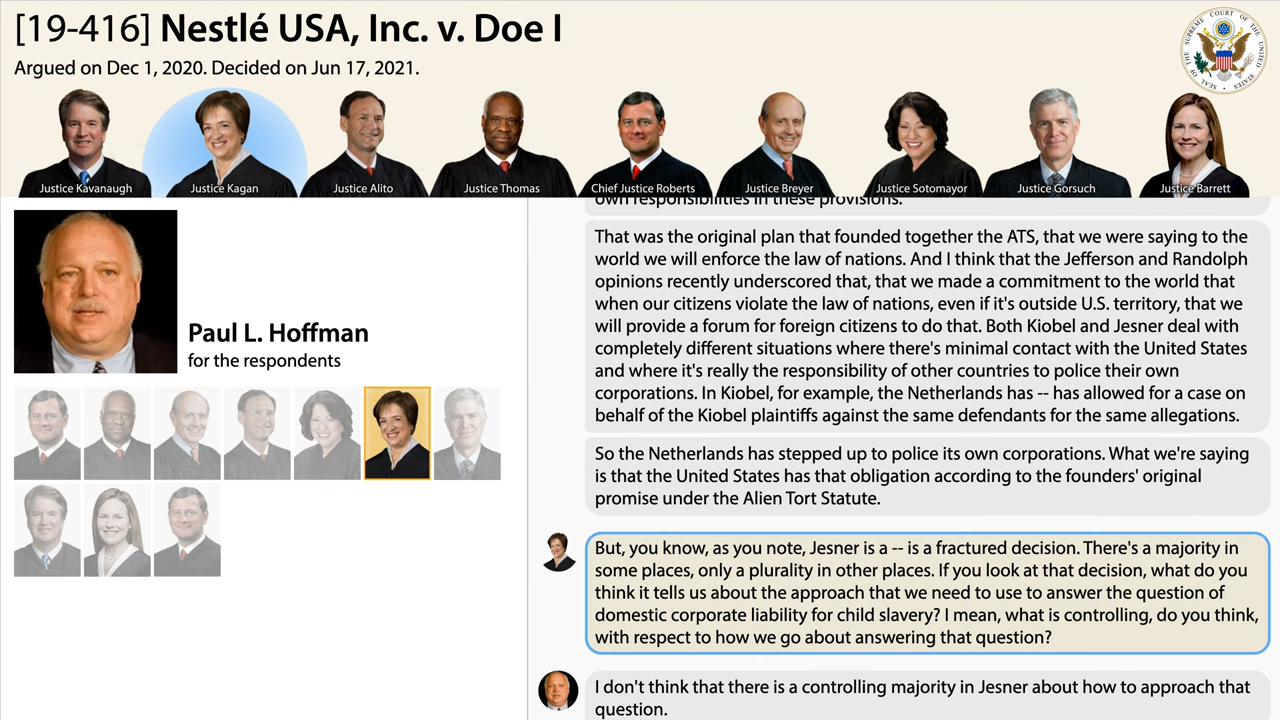 [19-416] Nestlé USA, Inc. v. Doe I
Argued on Dec 1, 2020. Decided on Jun 17, 2021.
SUPREME COURT OF THE UNITED STATES
SEAL OF THE
Justice Kavanaugh
Justice Kagan
Justice Alito
Justice Thomas
Chief Justice Roberts
Justice Breyer
Justice Sotomayor
Justice Gorsuch
Justice Barrett
Paul L. Hoffman
for the respondents
own responsibilities in these provisions.
That was the original plan that founded together the ATS, that we were saying to the
world we will enforce the law of nations. And I think that the Jefferson and Randolph
opinions recently underscored that, that we made a commitment to the world that
when our citizens violate the law of nations, even if it's outside U.S. territory, that we
will provide a forum for foreign citizens to do that. Both Kiobel and Jesner deal with
completely different situations where there's minimal contact with the United States
and where it's really the responsibility of other countries to police their own
corporations. In Kiobel, for example, the Netherlands has -- has allowed for a case on
behalf of the Kiobel plaintiffs against the same defendants for the same allegations.
So the Netherlands has stepped up to police its own corporations. What we're saying
is that the United States has that obligation according to the founders' original
promise under the Alien Tort Statute.
But, you know, as you note, Jesner is a -- is a fractured decision. There's a majority in
some places, only a plurality in other places. If you look at that decision, what do you
think it tells us about the approach that we need to use to answer the question of
domestic corporate liability for child slavery? I mean, what is controlling, do you think,
with respect to how we go about answering that question?
I don't think that there is a controlling majority in Jesner about how to approach that
question.